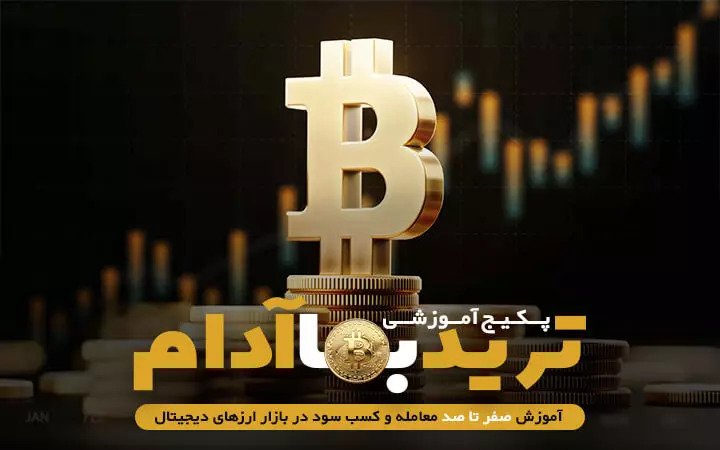 پکیج آموزشی
ترید با آدام
آموزش صفر تا صد معامله و کسب سود در بازار ارزهای دیجیتال
JAN